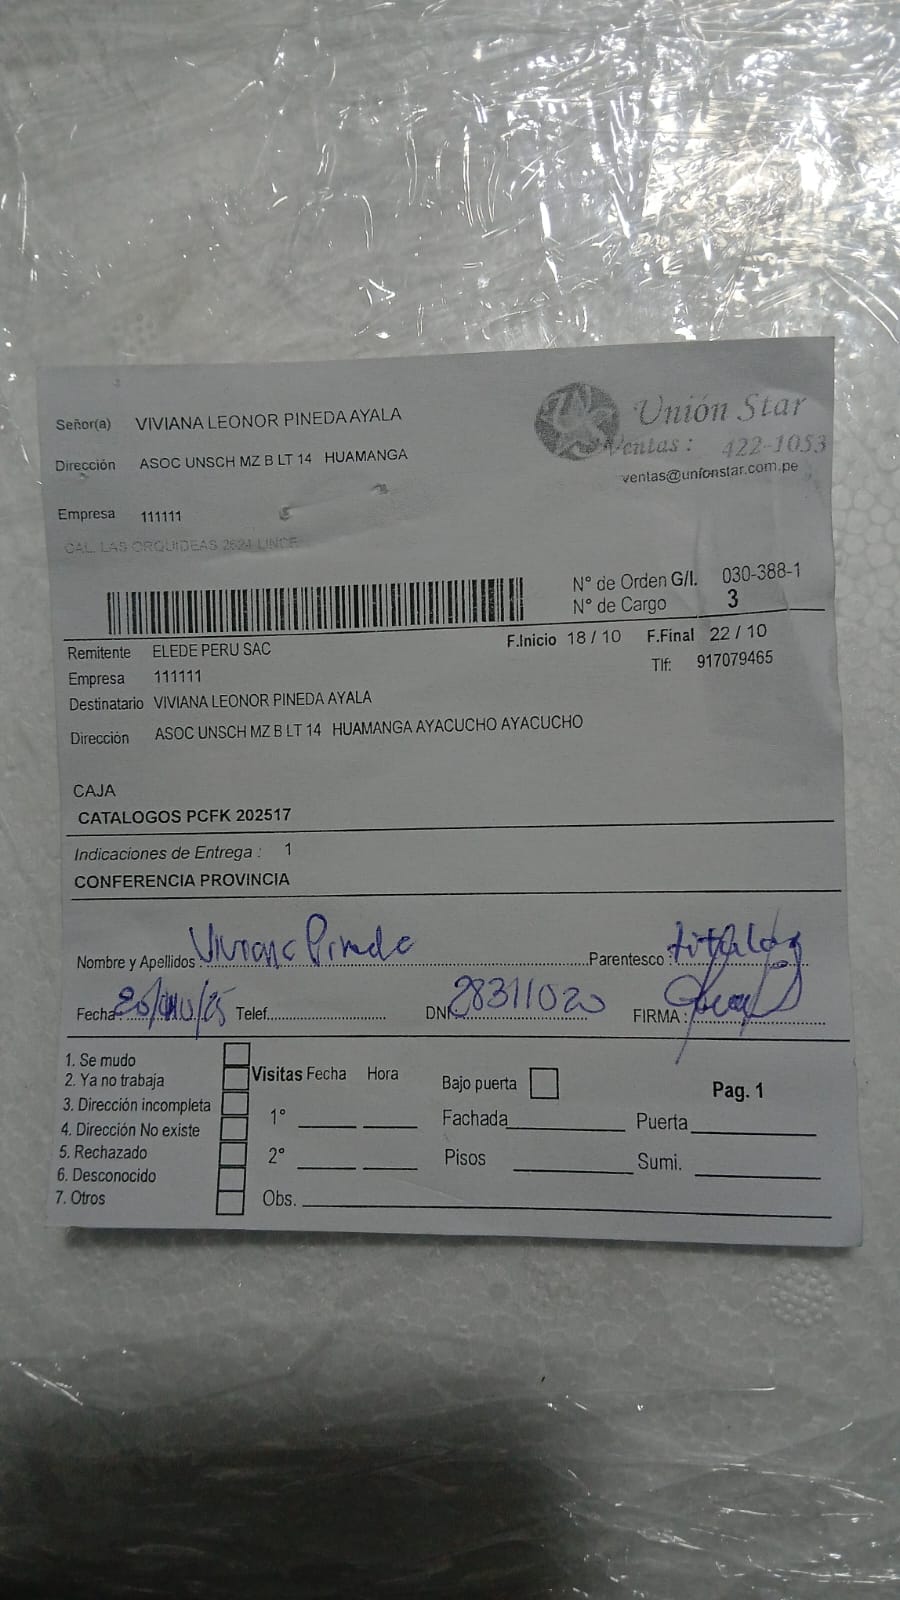 Señor(a) VIVIANA LEONOR PINEDA AYALA
Dirección ASOC UNSCH MZ B LT 14 HUAMANGA
Empresa 111111
CAL. LAS ORQUIDEAS 2624 LINCE
Unión Star
Ventas: 422-1053
ventas@unionstar.com.pe
N° de Orden G/I. 030-388-1
N° de Cargo 3
Remitente ELEDE PERU SAC
F.Inicio 18 / 10 F.Final 22 / 10
Empresa 111111
Tlf: 917079465
Destinatario VIVIANA LEONOR PINEDA AYALA
Dirección ASOC UNSCH MZ B LT 14 HUAMANGA AYACUCHO AYACUCHO
CAJA
CATALOGOS PCFK 202517
Indicaciones de Entrega : 1
CONFERENCIA PROVINCIA
Nombre y Apellidos: Viviana Pineda Parentesco: titular
Fecha: 20/10/25 Telef. DNI: 28311020 FIRMA:
1. Se mudo
2. Ya no trabaja
3. Dirección incompleta
4. Dirección No existe
5. Rechazado
6. Desconocido
7. Otros
Visitas Fecha Hora
1°
2°
Obs.
Bajo puerta
Fachada
Pisos
Pag. 1
Puerta
Sumi.